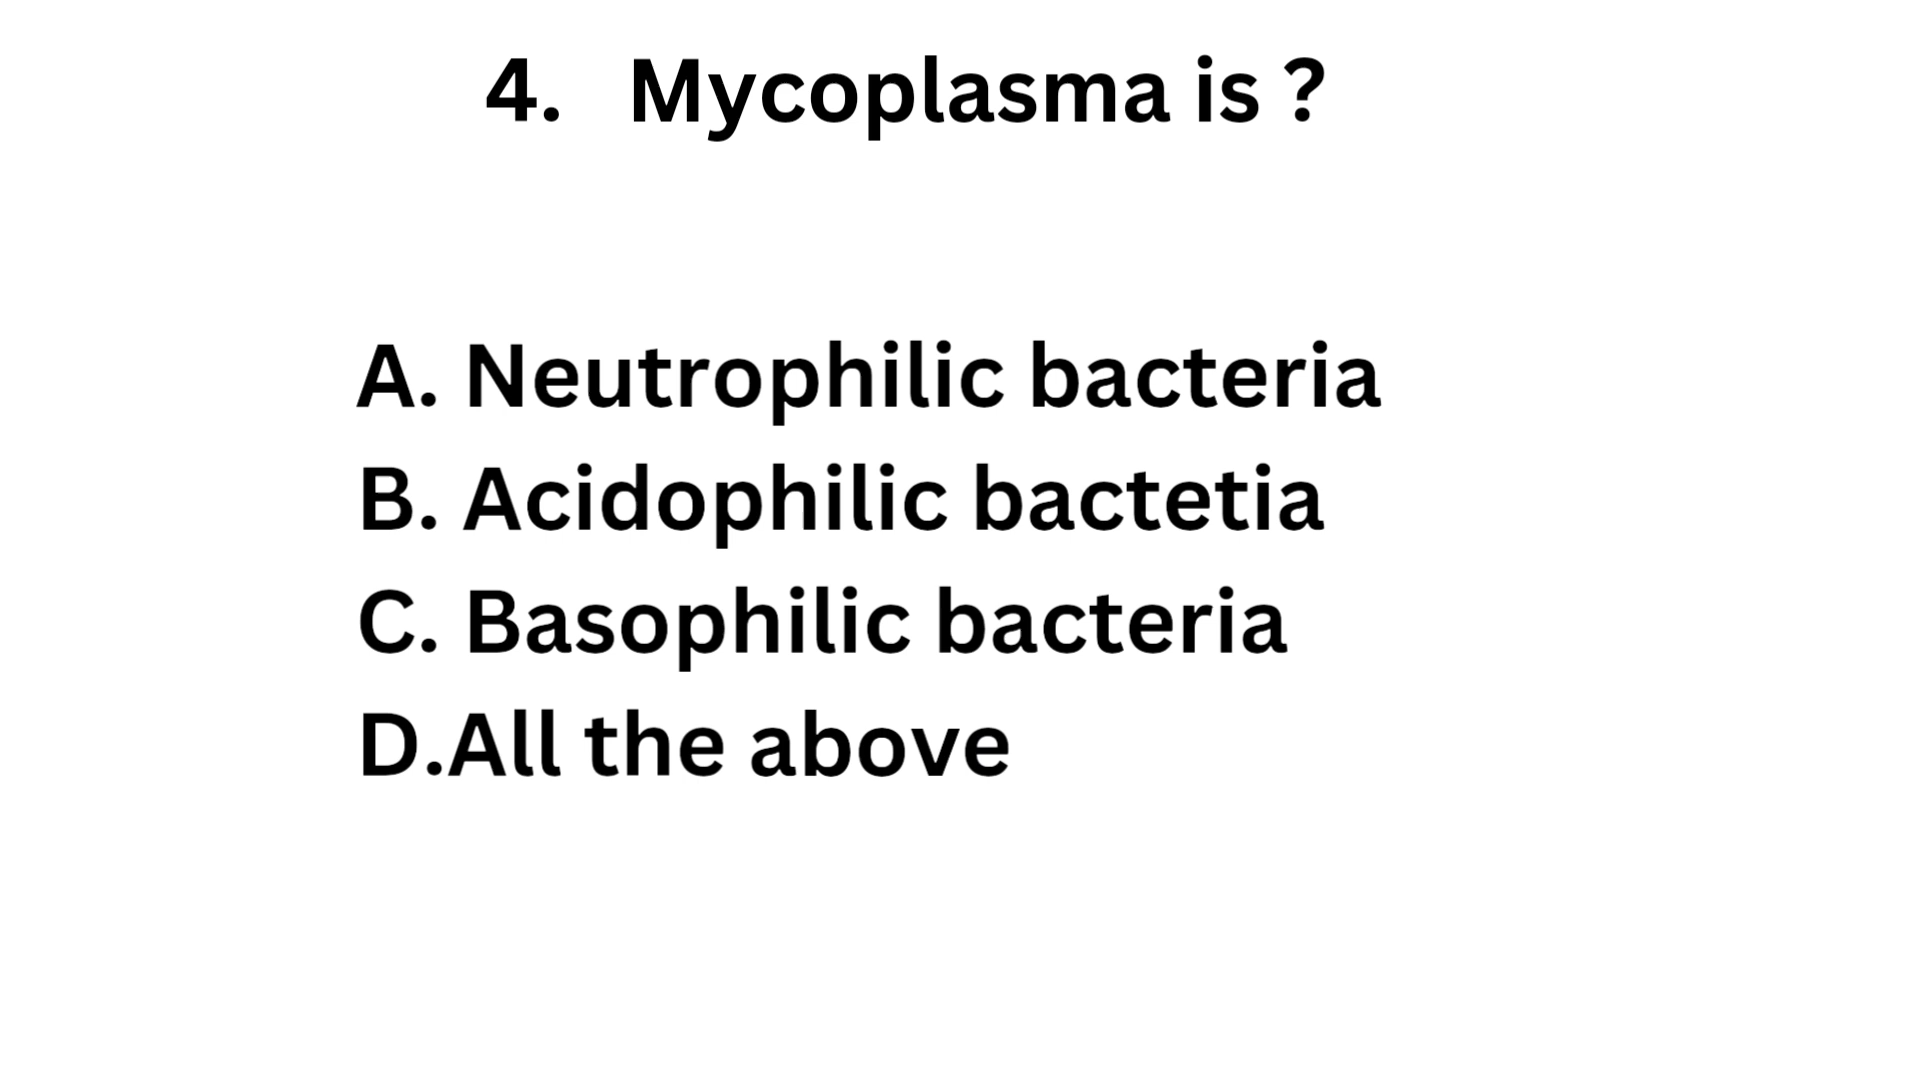 4. Mycoplasma is ?
A. Neutrophilic bacteria
B. Acidophilic bactetia
C. Basophilic bacteria
D.All the above